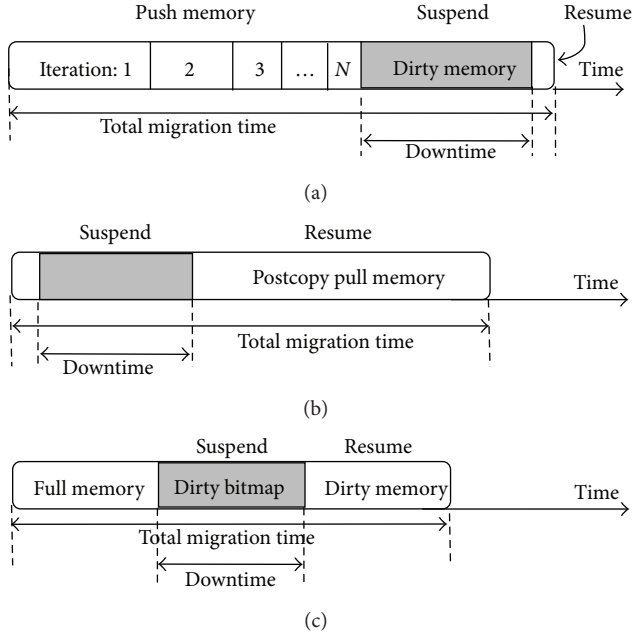 Push memory Suspend Resume
Iteration: 1 2 3 … N Dirty memory Time
Total migration time
Downtime
(a)
Suspend Resume
Postcopy pull memory Time
Total migration time
Downtime
(b)
Suspend Resume
Full memory Dirty bitmap Dirty memory Time
Total migration time
Downtime
(c)